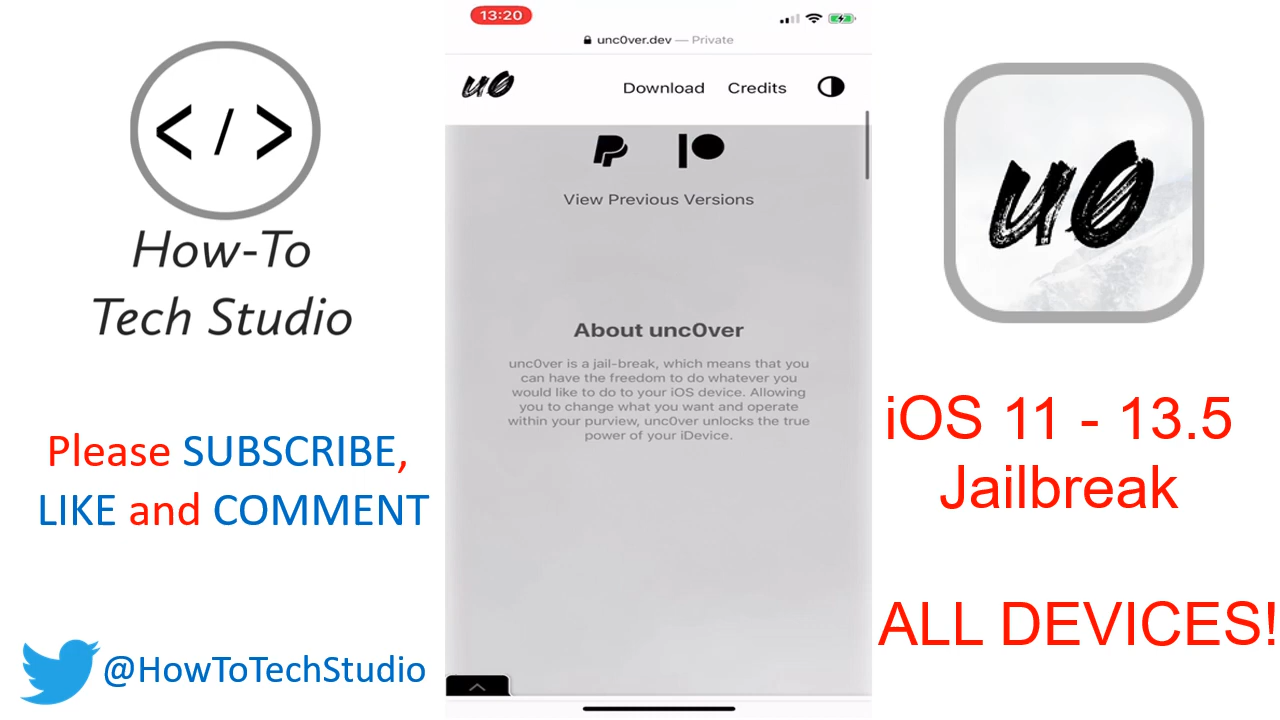 </>
How-To
Tech Studio
Please SUBSCRIBE,
LIKE and COMMENT
@HowToTechStudio
13:20
unc0ver.dev — Private
u0
Download
Credits
View Previous Versions
About unc0ver
unc0ver is a jail-break, which means that you
can have the freedom to do whatever you
would like to do to your iOS device. Allowing
you to change what you want and operate
within your purview, unc0ver unlocks the true
power of your iDevice.
u0
iOS 11 - 13.5
Jailbreak
ALL DEVICES!